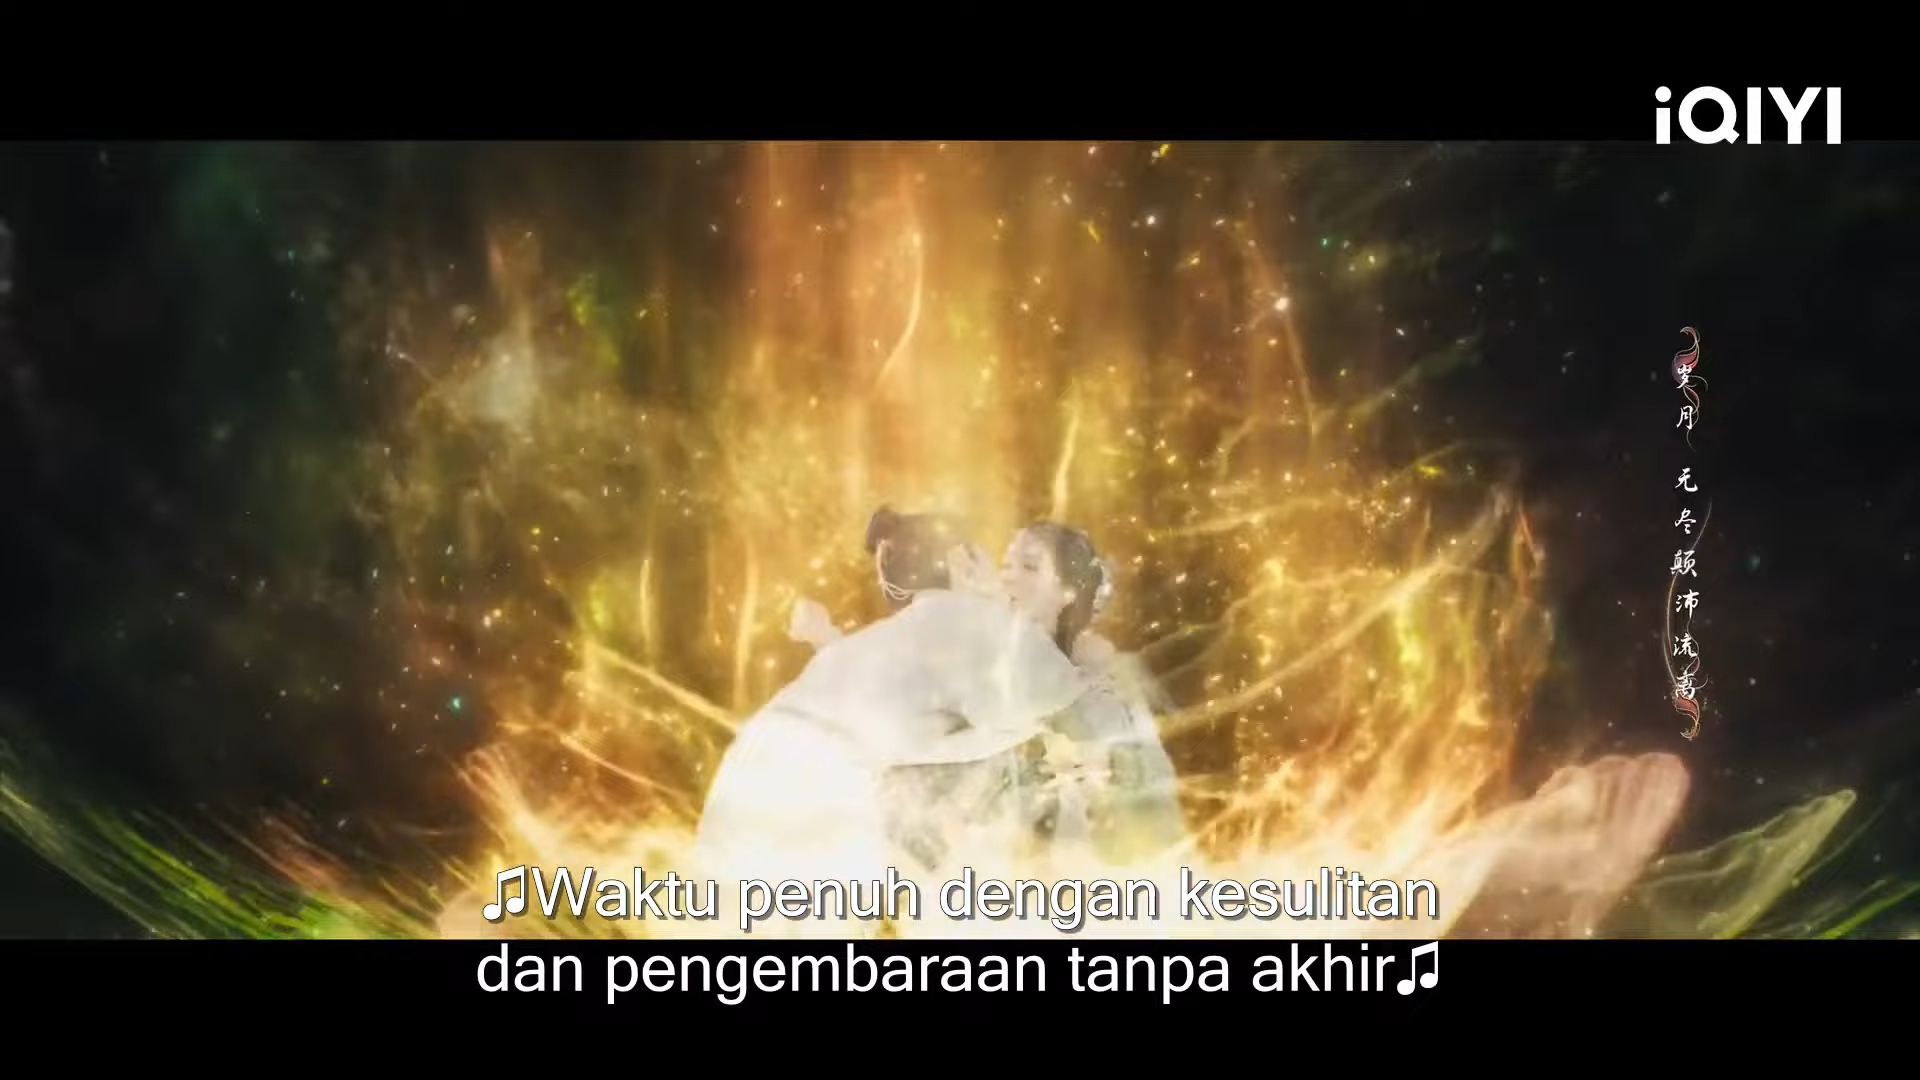 iQIYI
岁月 无尽颠沛流离
♫Waktu penuh dengan kesulitan
dan pengembaraan tanpa akhir♫